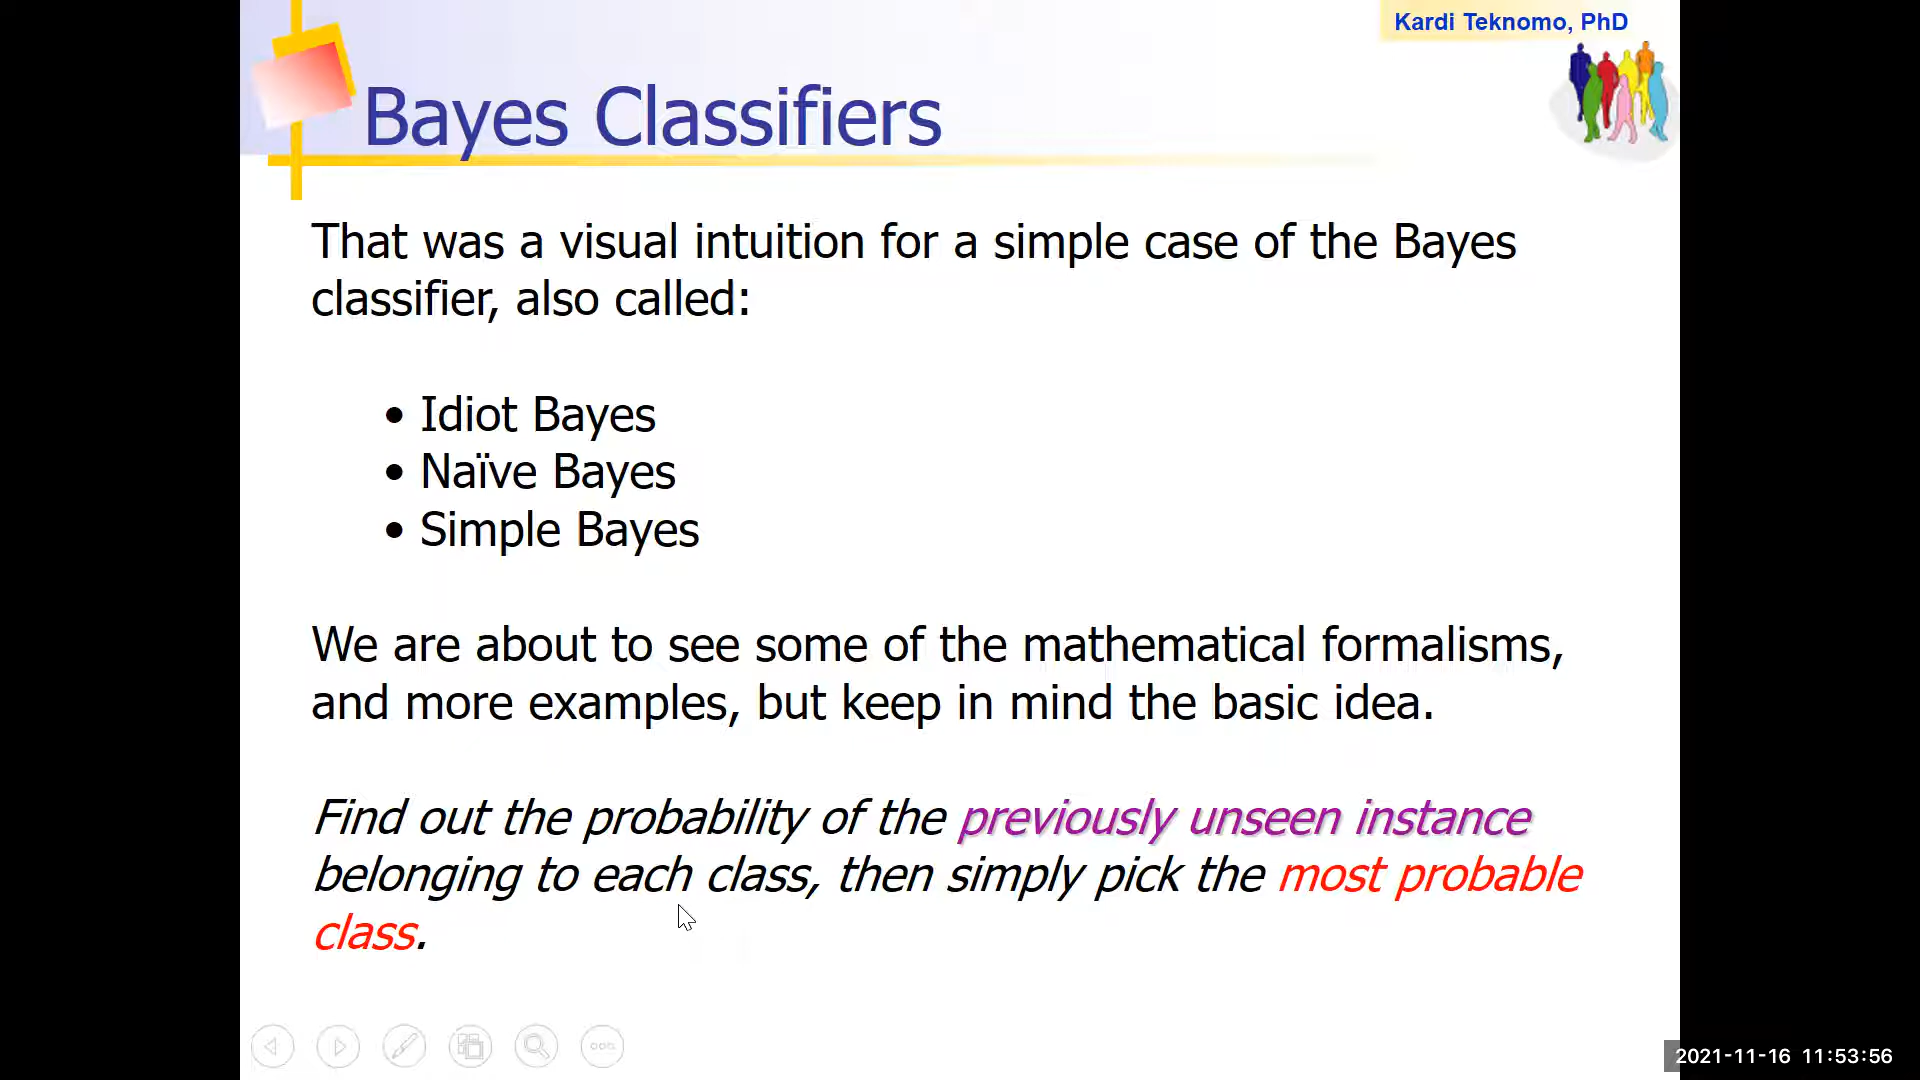 Kardi Teknomo, PhD
Bayes Classifiers
That was a visual intuition for a simple case of the Bayes
classifier, also called:
• Idiot Bayes
• Naïve Bayes
• Simple Bayes
We are about to see some of the mathematical formalisms,
and more examples, but keep in mind the basic idea.
Find out the probability of the previously unseen instance
belonging to each class, then simply pick the most probable
class.
2021-11-16 11:53:56